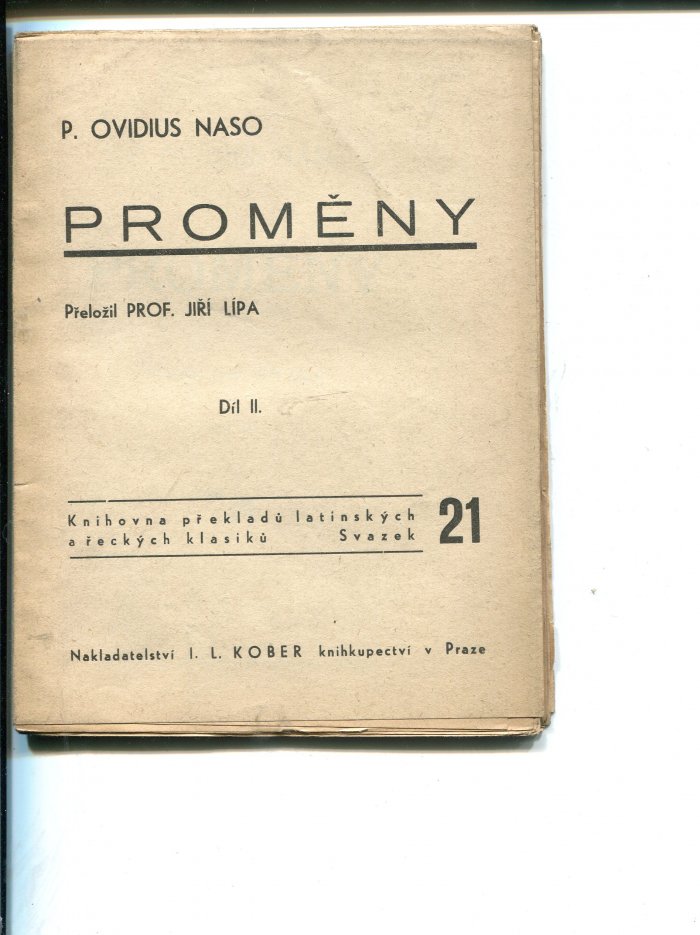 P. OVIDIUS NASO
PROMĚNY
Přeložil PROF. JIŘÍ LÍPA
Díl II.
Knihovna překladů latinských
a řeckých klasiků Svazek 21
Nakladatelství I. L. KOBER knihkupectví v Praze